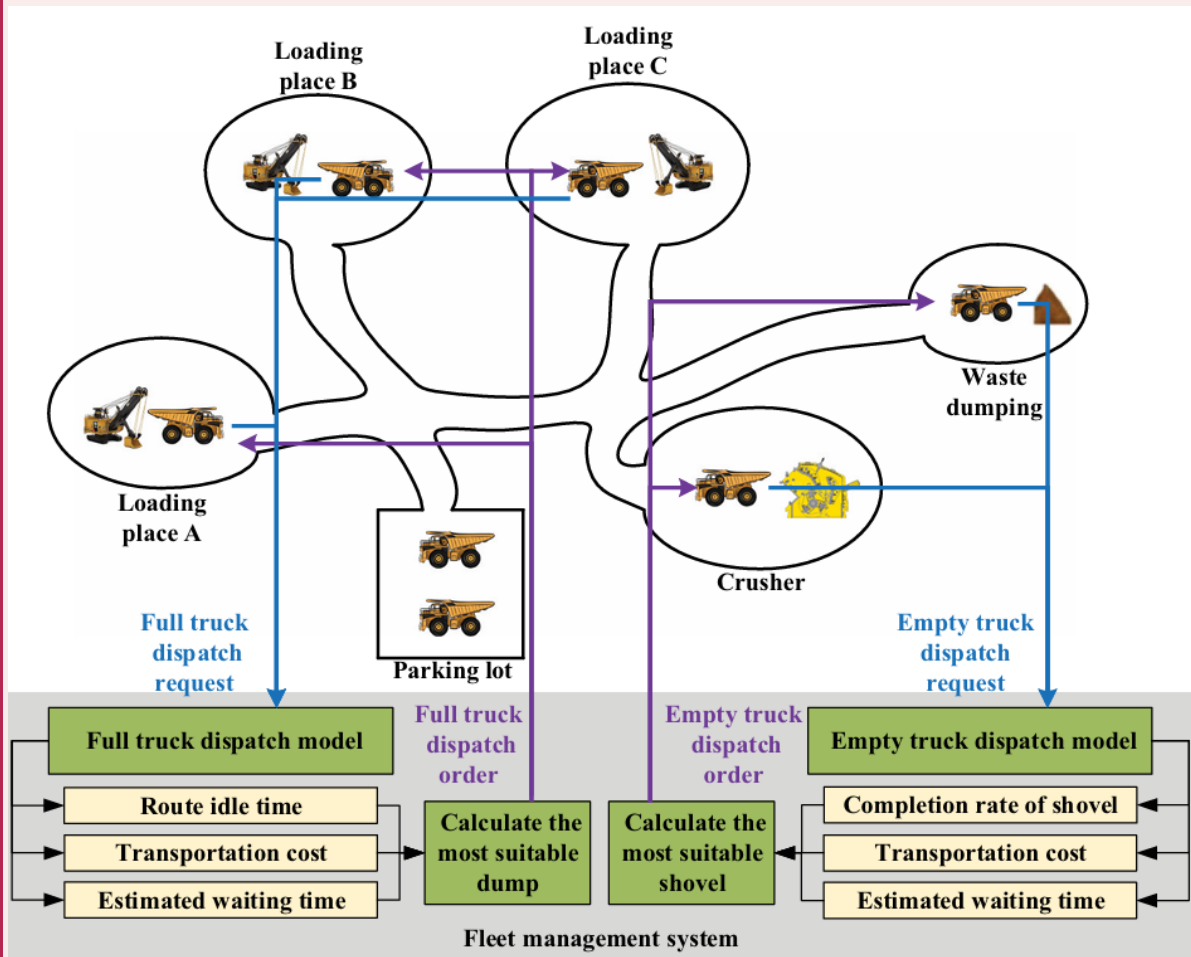 Loading
place B
Loading
place C
Waste
dumping
Loading
place A
Crusher
Parking lot
Full truck
dispatch
request
Empty truck
dispatch
request
Full truck dispatch model
Full truck
dispatch
order
Empty truck
dispatch
order
Empty truck dispatch model
Route idle time
Transportation cost
Estimated waiting time
Calculate the
most suitable
dump
Calculate the
most suitable
shovel
Completion rate of shovel
Transportation cost
Estimated waiting time
Fleet management system